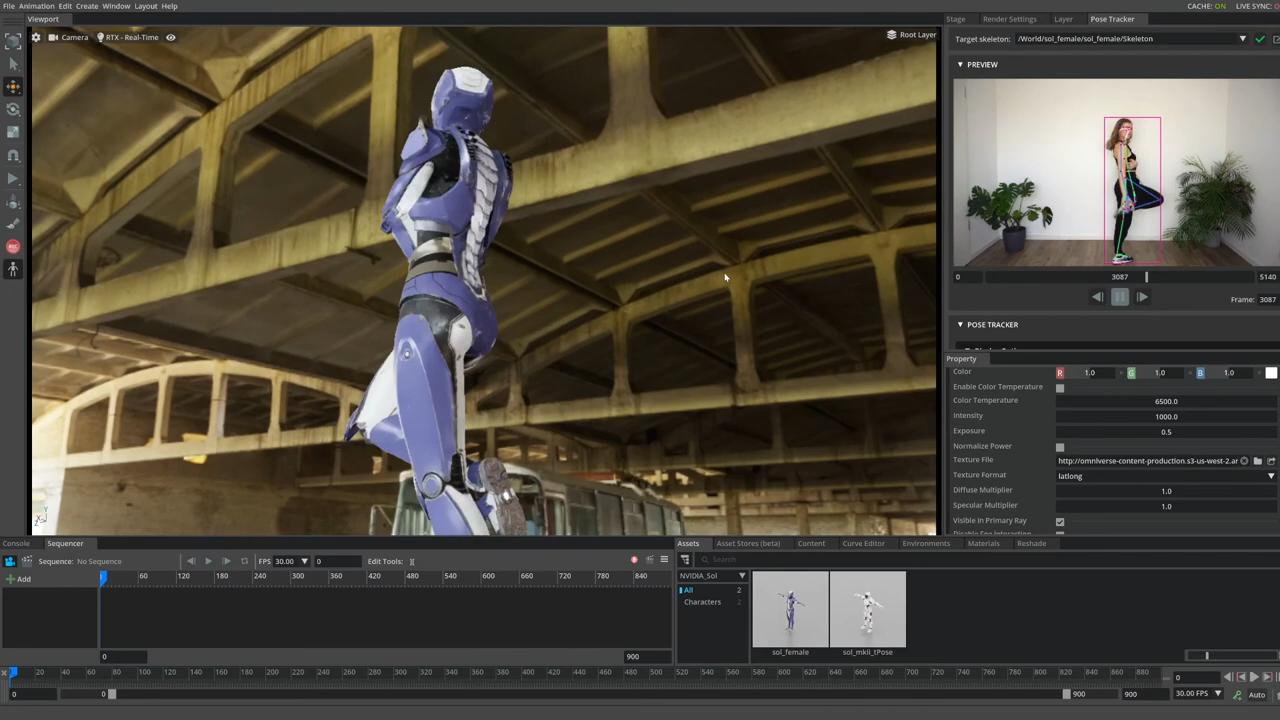 File Animation Edit Create Window Layout Help
CACHE: ON LIVE SYNC:
Viewport
Stage Render Settings Layer Pose Tracker
Camera RTX - Real-Time
Root Layer
Target skeleton: /World/sol_female/sol_female/Skeleton
PREVIEW
0 3087 5140
Frame: 3087
POSE TRACKER
Property
Color R 1.0 G 1.0 B 1.0
Enable Color Temperature
Color Temperature 6500.0
Intensity 1000.0
Exposure 0.5
Normalize Power
Texture File http://omniverse-content-production.s3-us-west-2.ar
Texture Format latlong
Diffuse Multiplier 1.0
Specular Multiplier 1.0
Visible In Primary Ray
REC
Console Sequencer
Sequence: No Sequence FPS 30.00 0 Edit Tools:
Add
60 120 180 240 300 360 420 480 540 600 660 720 780 840
0 900
Assets Asset Stores (beta) Content Curve Editor Environments Materials Reshade
Search
NVIDIA_Sol
All 2
Characters 2
sol_female sol_mkII_tPose
20 40 60 80 100 120 140 160 180 200 220 240 260 280 300 320 340 360 380 400 420 440 460 480 500 520 540 560 580 600 620 640 660 680 700 720 740 760 780 800 820 840 860 880
0
0 0 900 900 30.00 FPS Auto